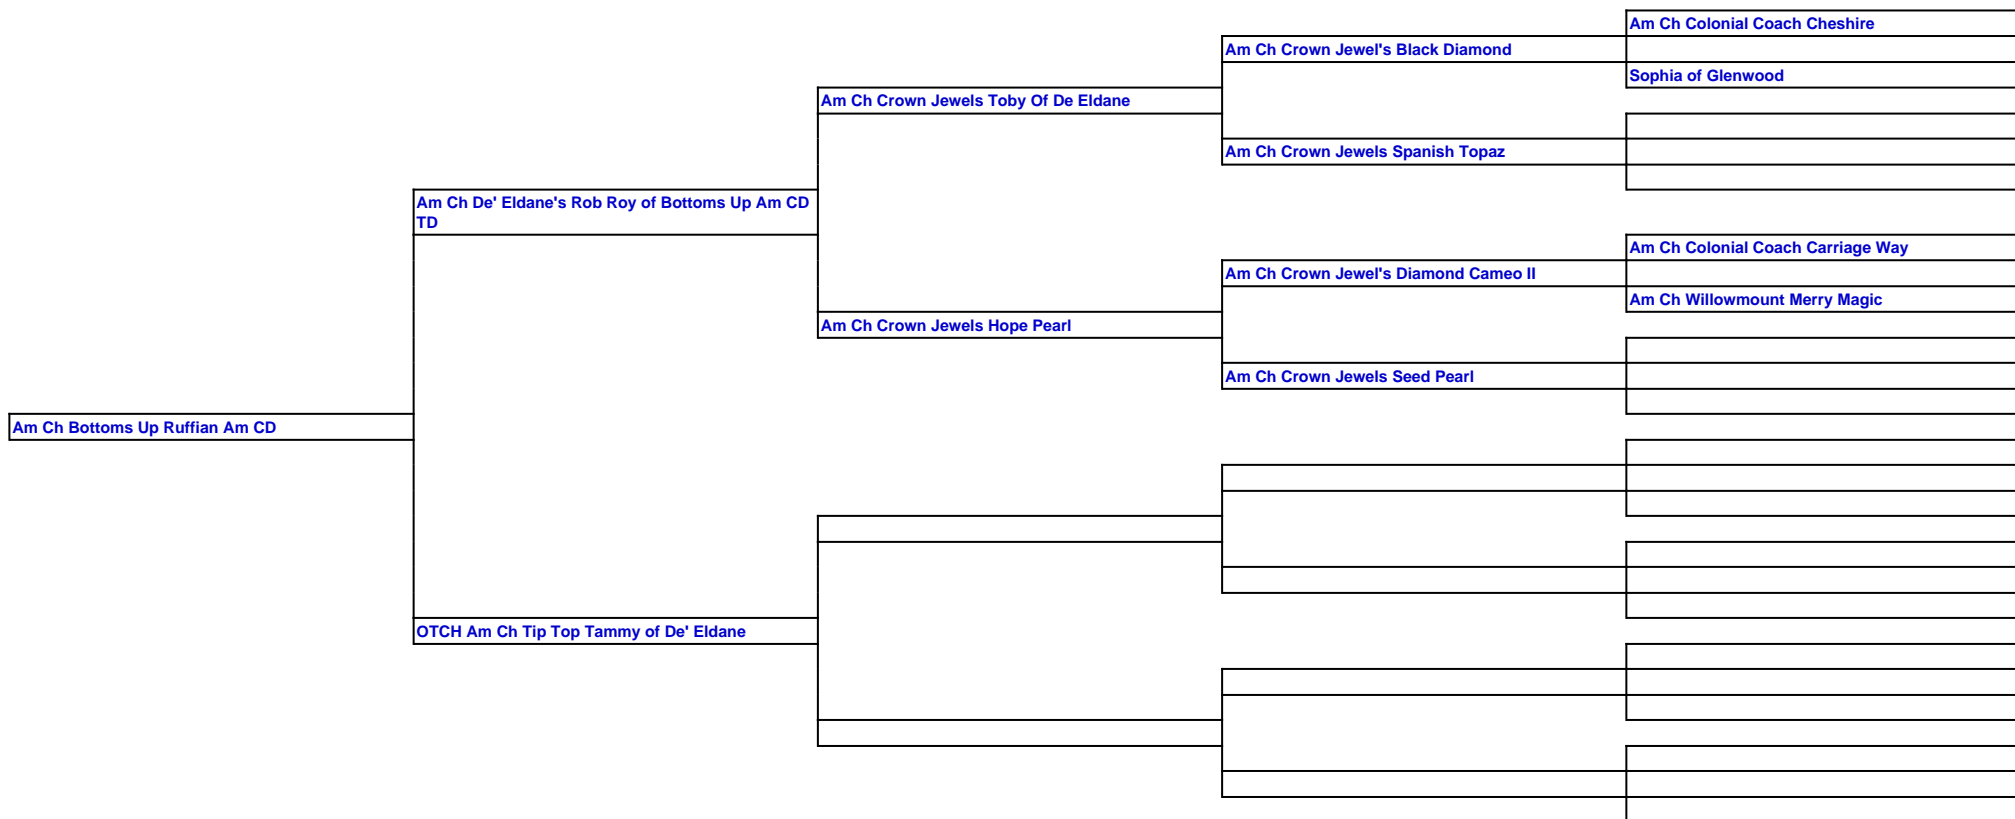 Am Ch Colonial Coach Cheshire
Am Ch Crown Jewel's Black Diamond
Sophia of Glenwood
Am Ch Crown Jewels Toby Of De Eldane
Am Ch Crown Jewels Spanish Topaz
Am Ch De' Eldane's Rob Roy of Bottoms Up Am CD
TD
Am Ch Colonial Coach Carriage Way
Am Ch Crown Jewel's Diamond Cameo II
Am Ch Willowmount Merry Magic
Am Ch Crown Jewels Hope Pearl
Am Ch Crown Jewels Seed Pearl
Am Ch Bottoms Up Ruffian Am CD
OTCH Am Ch Tip Top Tammy of De' Eldane